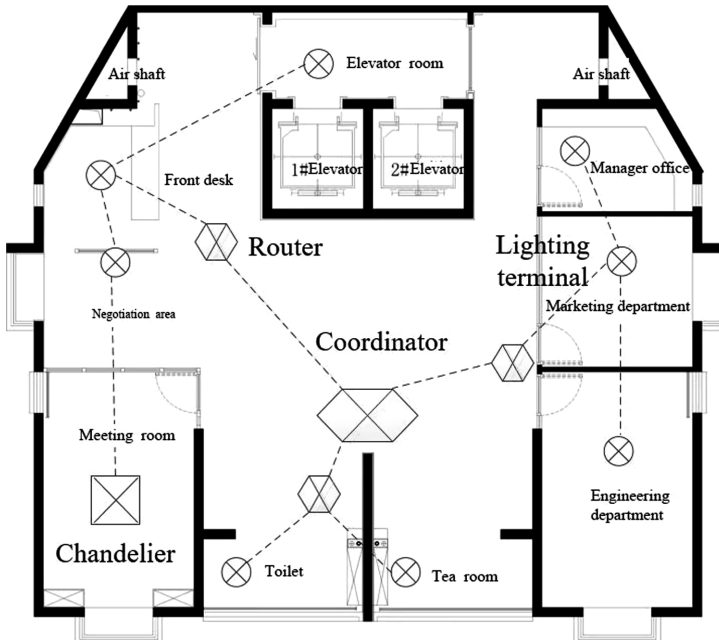 Elevator room
Air shaft
Air shaft
1#Elevator
2#Elevator
Manager office
Front desk
Router
Lighting
terminal
Negotiation area
Marketing department
Coordinator
Meeting room
Engineering
department
Chandelier
Toilet
Tea room